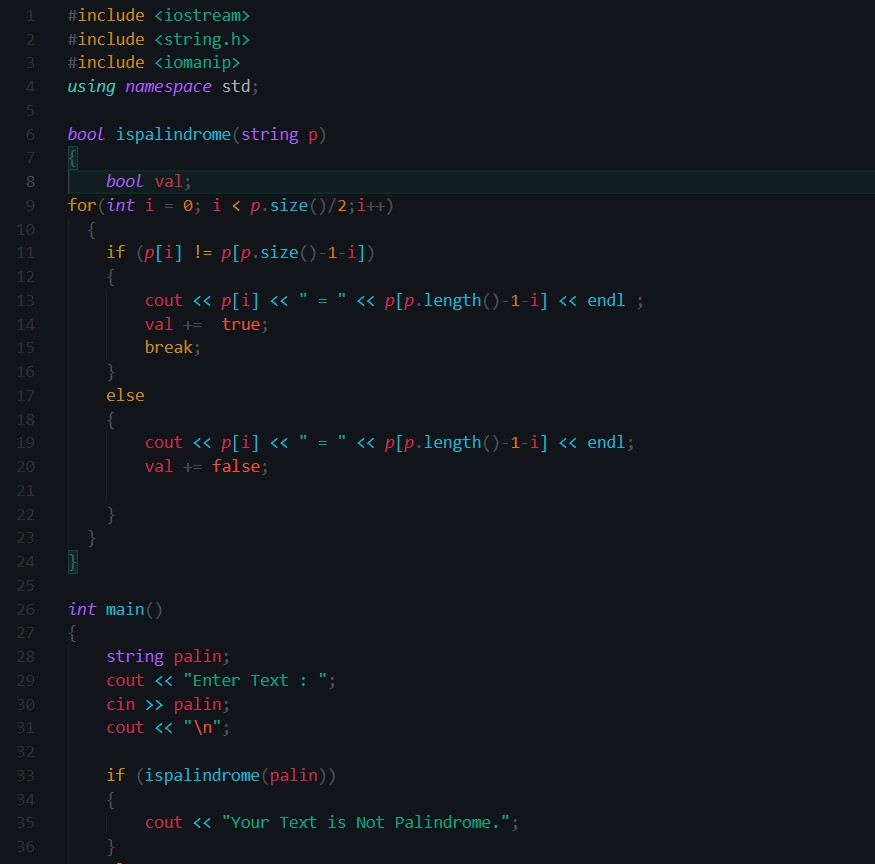 1 #include <iostream>
2 #include <string.h>
3 #include <iomanip>
4 using namespace std;
5
6 bool ispalindrome(string p)
7 {
8     bool val;
9 for(int i = 0; i < p.size()/2;i++)
10   {
11     if (p[i] != p[p.size()-1-i])
12     {
13         cout << p[i] << " = " << p[p.length()-1-i] << endl ;
14         val +=  true;
15         break;
16     }
17     else
18     {
19         cout << p[i] << " = " << p[p.length()-1-i] << endl;
20         val += false;
21
22     }
23   }
24 }
25
26 int main()
27 {
28     string palin;
29     cout << "Enter Text : ";
30     cin >> palin;
31     cout << "\n";
32
33     if (ispalindrome(palin))
34     {
35         cout << "Your Text is Not Palindrome.";
36     }